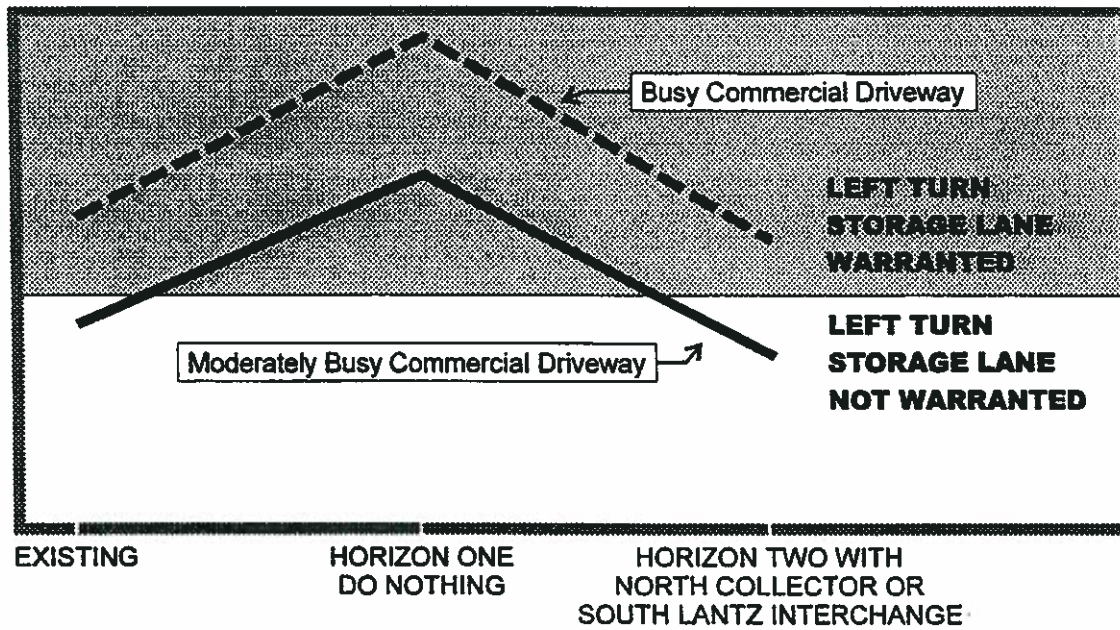 Busy Commercial Driveway
LEFT TURN
STORAGE LANE
WARRANTED
LEFT TURN
STORAGE LANE
NOT WARRANTED
Moderately Busy Commercial Driveway
EXISTING
HORIZON ONE
DO NOTHING
HORIZON TWO WITH
NORTH COLLECTOR OR
SOUTH LANTZ INTERCHANGE